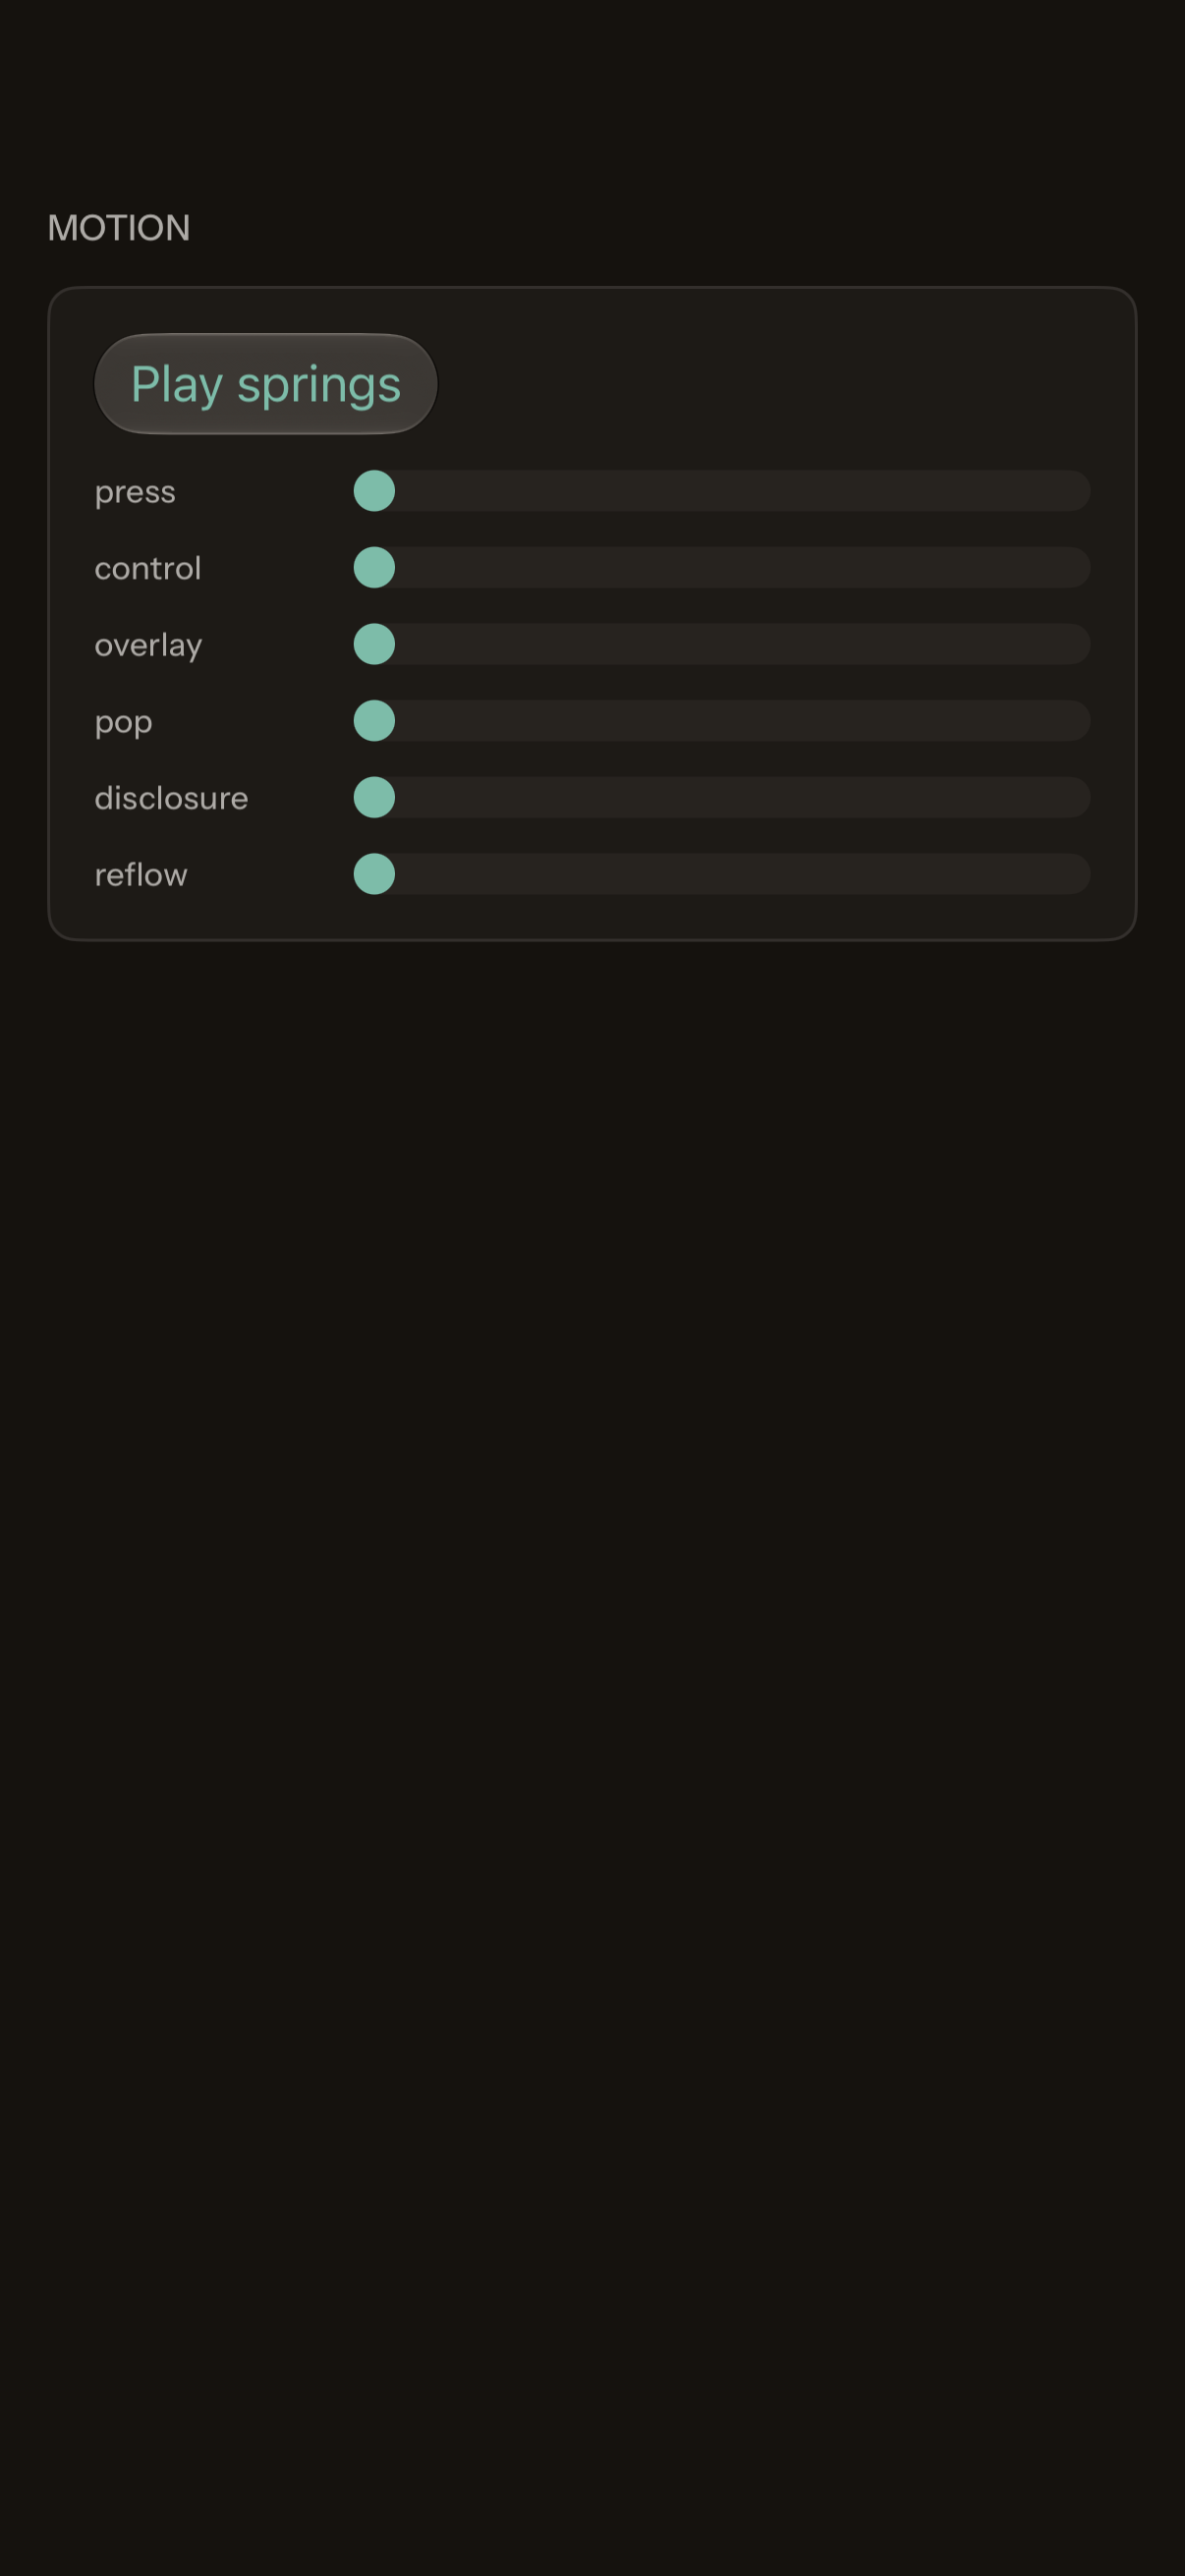 MOTION
Play springs
press
control
overlay
pop
disclosure
reflow